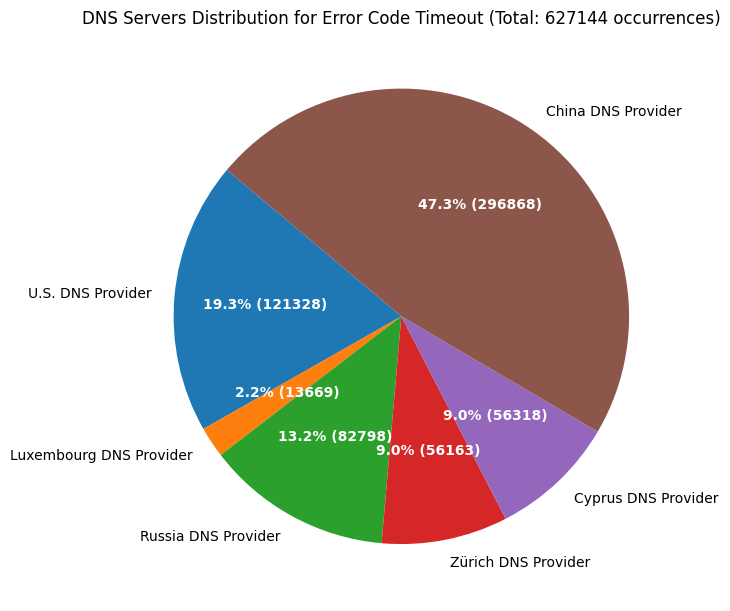 DNS Servers Distribution for Error Code Timeout (Total: 627144 occurrences)
China DNS Provider
47.3% (296868)
U.S. DNS Provider
19.3% (121328)
2.2% (13669)
Luxembourg DNS Provider
13.2% (82798)
Russia DNS Provider
9.0% (56163)
Zürich DNS Provider
9.0% (56318)
Cyprus DNS Provider